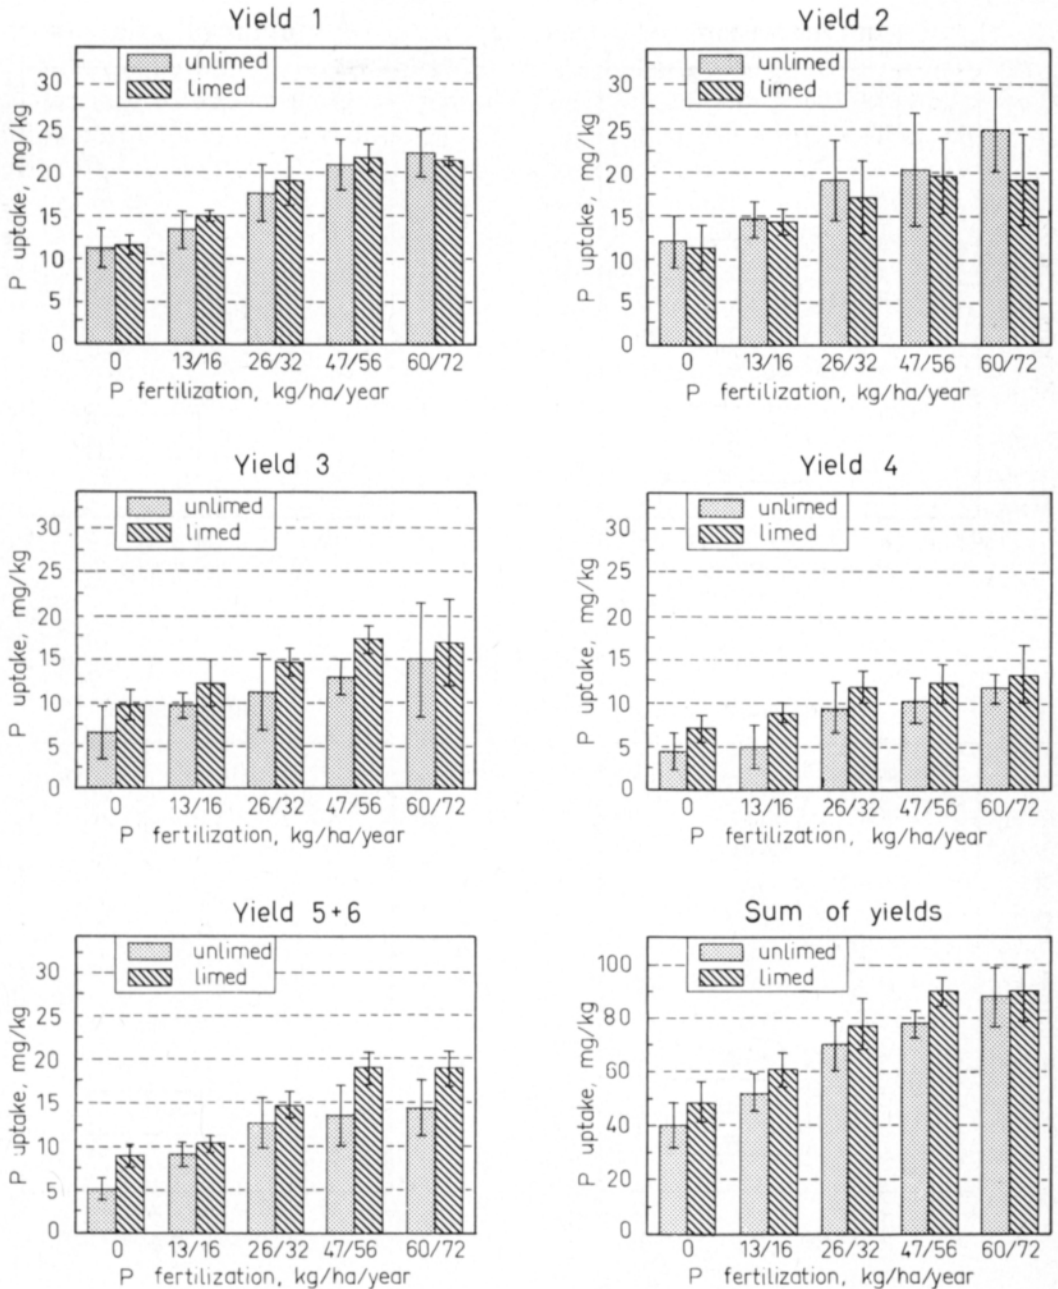 Yield 1
unlimed
limed
30
25
20
15
10
5
0
P uptake, mg/kg
0 13/16 26/32 47/56 60/72
P fertilization, kg/ha/year
Yield 2
unlimed
limed
30
25
20
15
10
5
0
P uptake, mg/kg
0 13/16 26/32 47/56 60/72
P fertilization, kg/ha/year
Yield 3
unlimed
limed
30
25
20
15
10
5
0
P uptake, mg/kg
0 13/16 26/32 47/56 60/72
P fertilization, kg/ha/year
Yield 4
unlimed
limed
30
25
20
15
10
5
0
P uptake, mg/kg
0 13/16 26/32 47/56 60/72
P fertilization, kg/ha/year
Yield 5+6
unlimed
limed
30
25
20
15
10
5
0
P uptake, mg/kg
0 13/16 26/32 47/56 60/72
P fertilization, kg/ha/year
Sum of yields
unlimed
limed
100
80
60
40
20
0
P uptake, mg/kg
0 13/16 26/32 47/56 60/72
P fertilization, kg/ha/year